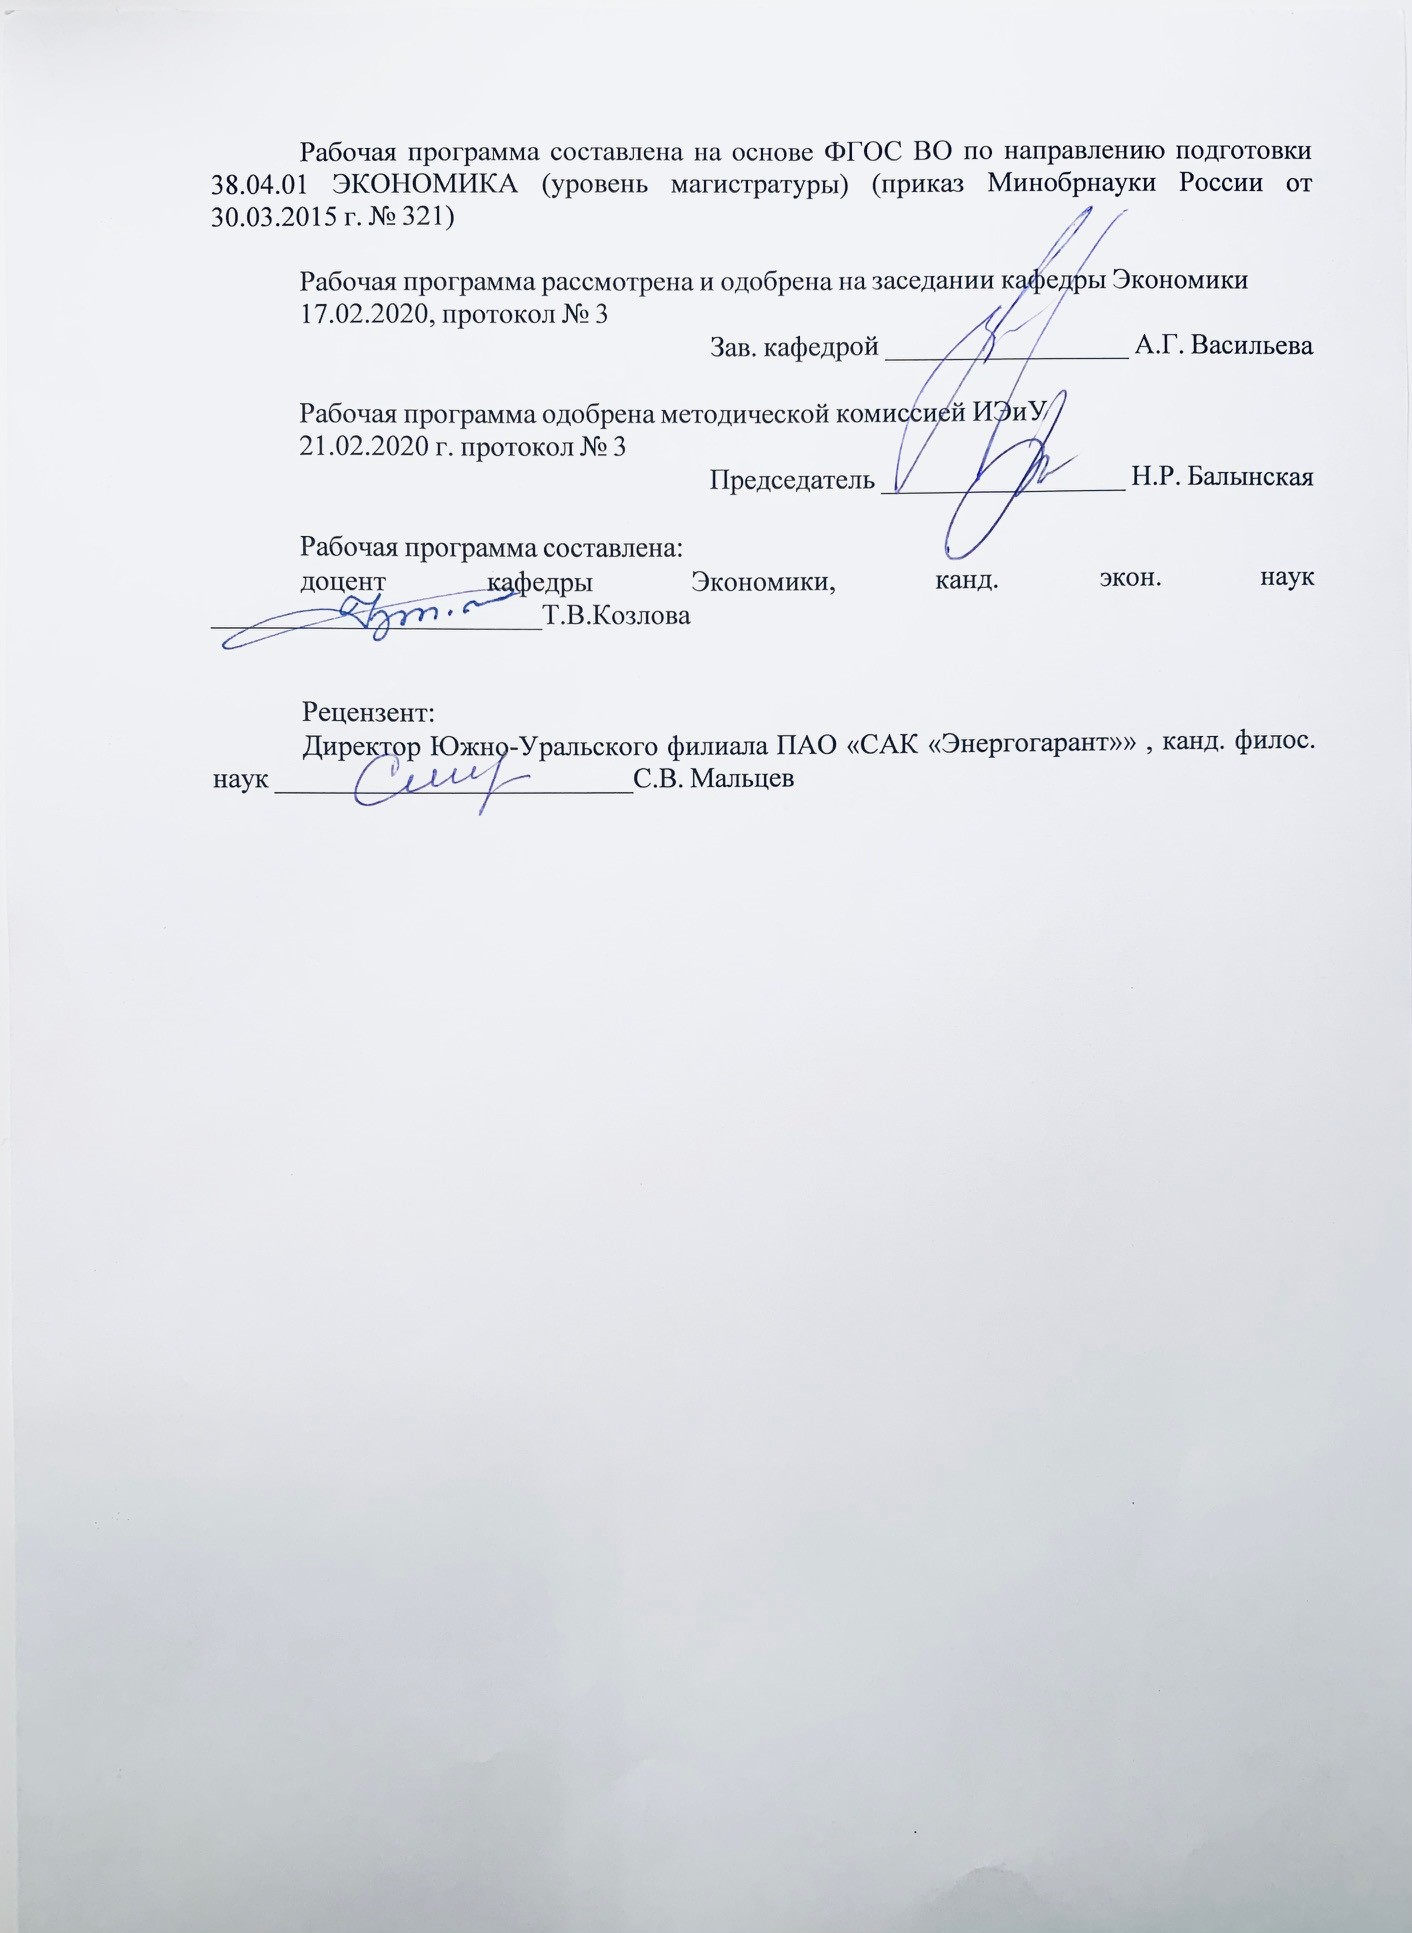 Рабочая программа составлена на основе ФГОС ВО по направлению подготовки
38.04.01 ЭКОНОМИКА (уровень магистратуры) (приказ Минобрнауки России от
30.03.2015 г. № 321)
Рабочая программа рассмотрена и одобрена на заседании кафедры Экономики
17.02.2020, протокол № 3
Зав. кафедрой ____________________ А.Г. Васильева
Рабочая программа одобрена методической комиссией ИЭиУ
21.02.2020 г. протокол № 3
Председатель ____________________ Н.Р. Балынская
Рабочая программа составлена:
доцент кафедры Экономики, канд. экон. наук
____________________Т.В.Козлова
Рецензент:
Директор Южно-Уральского филиала ПАО «САК «Энергогарант»» , канд. филос.
наук ____________________С.В. Мальцев